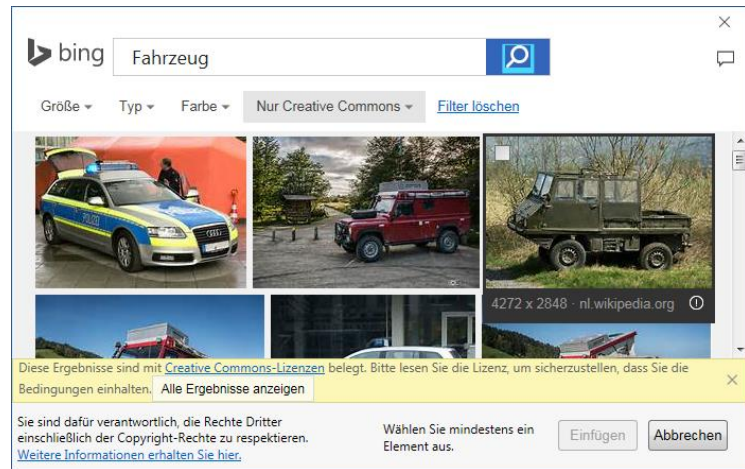 bing
Fahrzeug
Größe Typ Farbe Nur Creative Commons Filter löschen
POLIZEI
4272 x 2848 · nl.wikipedia.org
Diese Ergebnisse sind mit Creative Commons-Lizenzen belegt. Bitte lesen Sie die Lizenz, um sicherzustellen, dass Sie die
Bedingungen einhalten. Alle Ergebnisse anzeigen
Sie sind dafür verantwortlich, die Rechte Dritter
einschließlich der Copyright-Rechte zu respektieren.
Weitere Informationen erhalten Sie hier.
Wählen Sie mindestens ein
Element aus.
Einfügen Abbrechen